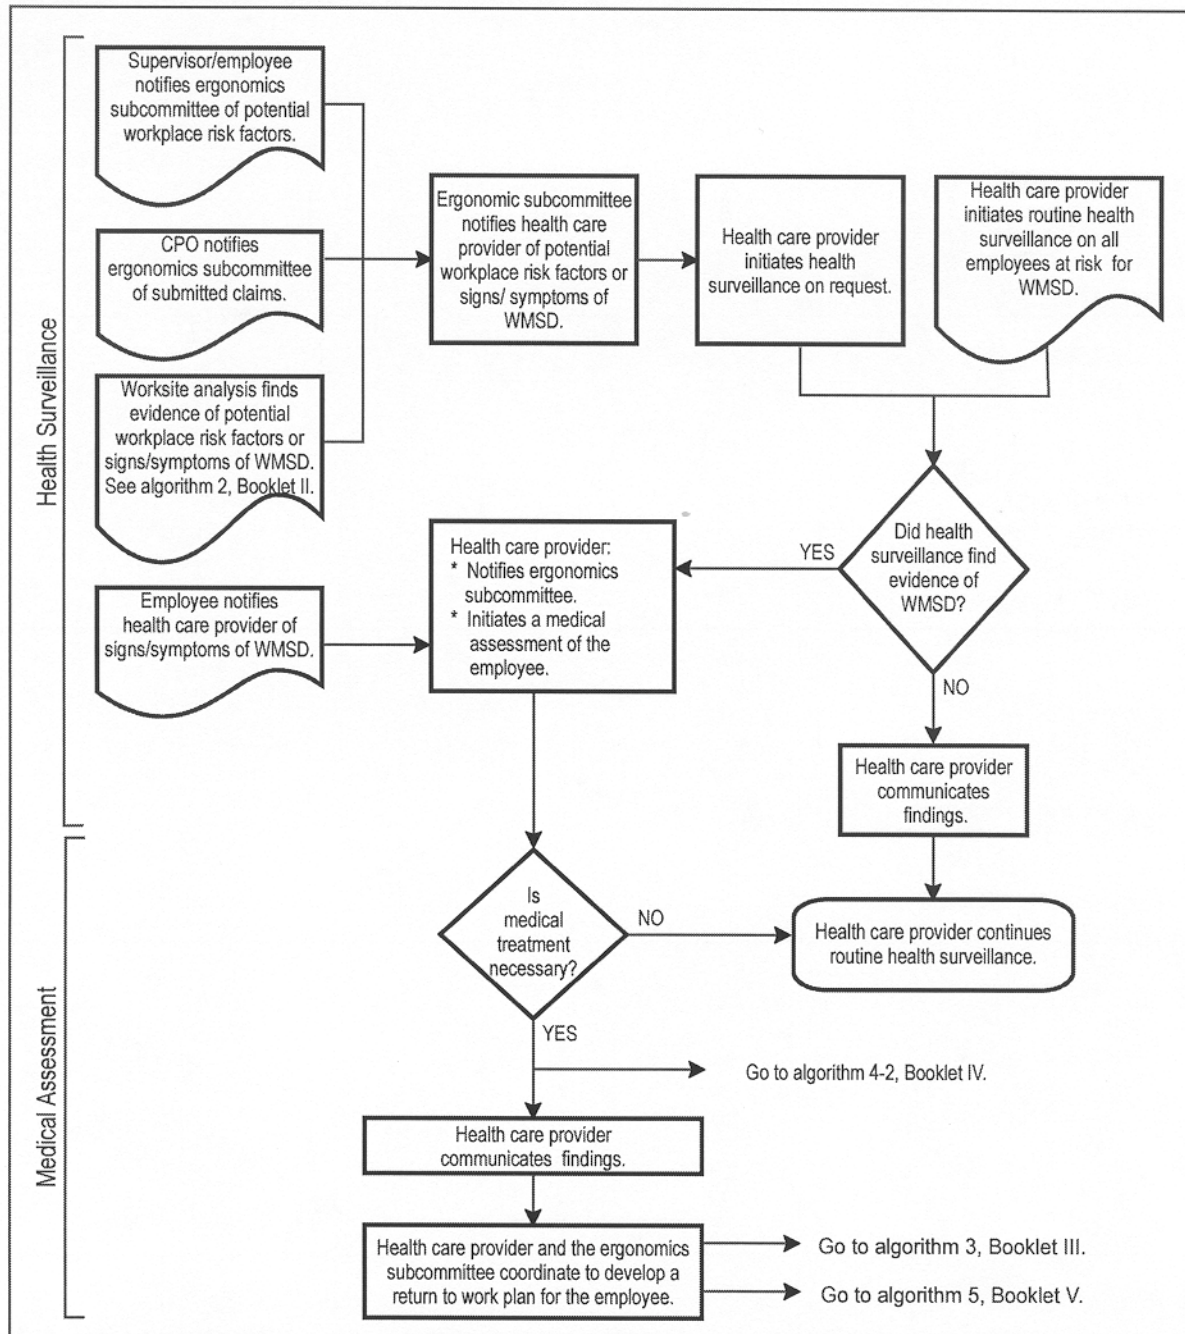 Health Surveillance
Supervisor/employee
notifies ergonomics
subcommittee of potential
workplace risk factors.
CPO notifies
ergonomics subcommittee
of submitted claims.
Worksite analysis finds
evidence of potential
workplace risk factors or
signs/symptoms of WMSD.
See algorithm 2, Booklet II.
Employee notifies
health care provider of
signs/symptoms of WMSD.
Ergonomic subcommittee
notifies health care
provider of potential
workplace risk factors or
signs/ symptoms of
WMSD.
Health care provider
initiates health
surveillance on request.
Health care provider
initiates routine health
surveillance on all
employees at risk for
WMSD.
Did health
surveillance find
evidence of
WMSD?
YES
NO
Health care provider:
* Notifies ergonomics
subcommittee.
* Initiates a medical
assessment of the
employee.
Health care provider
communicates
findings.
Health care provider continues
routine health surveillance.
Medical Assessment
Is
medical
treatment
necessary?
NO
YES
Go to algorithm 4-2, Booklet IV.
Health care provider
communicates findings.
Health care provider and the ergonomics
subcommittee coordinate to develop a
return to work plan for the employee.
Go to algorithm 3, Booklet III.
Go to algorithm 5, Booklet V.